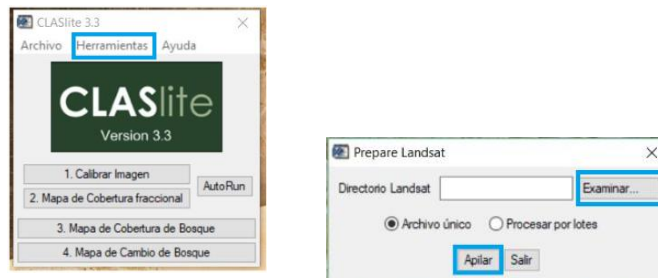 CLASlite 3.3
Archivo Herramientas Ayuda
CLASlite
Version 3.3
1. Calibrar Imagen
2. Mapa de Cobertura fraccional
AutoRun
3. Mapa de Cobertura de Bosque
4. Mapa de Cambio de Bosque
Prepare Landsat
Directorio Landsat Examinar...
Archivo único Procesar por lotes
Apilar Salir